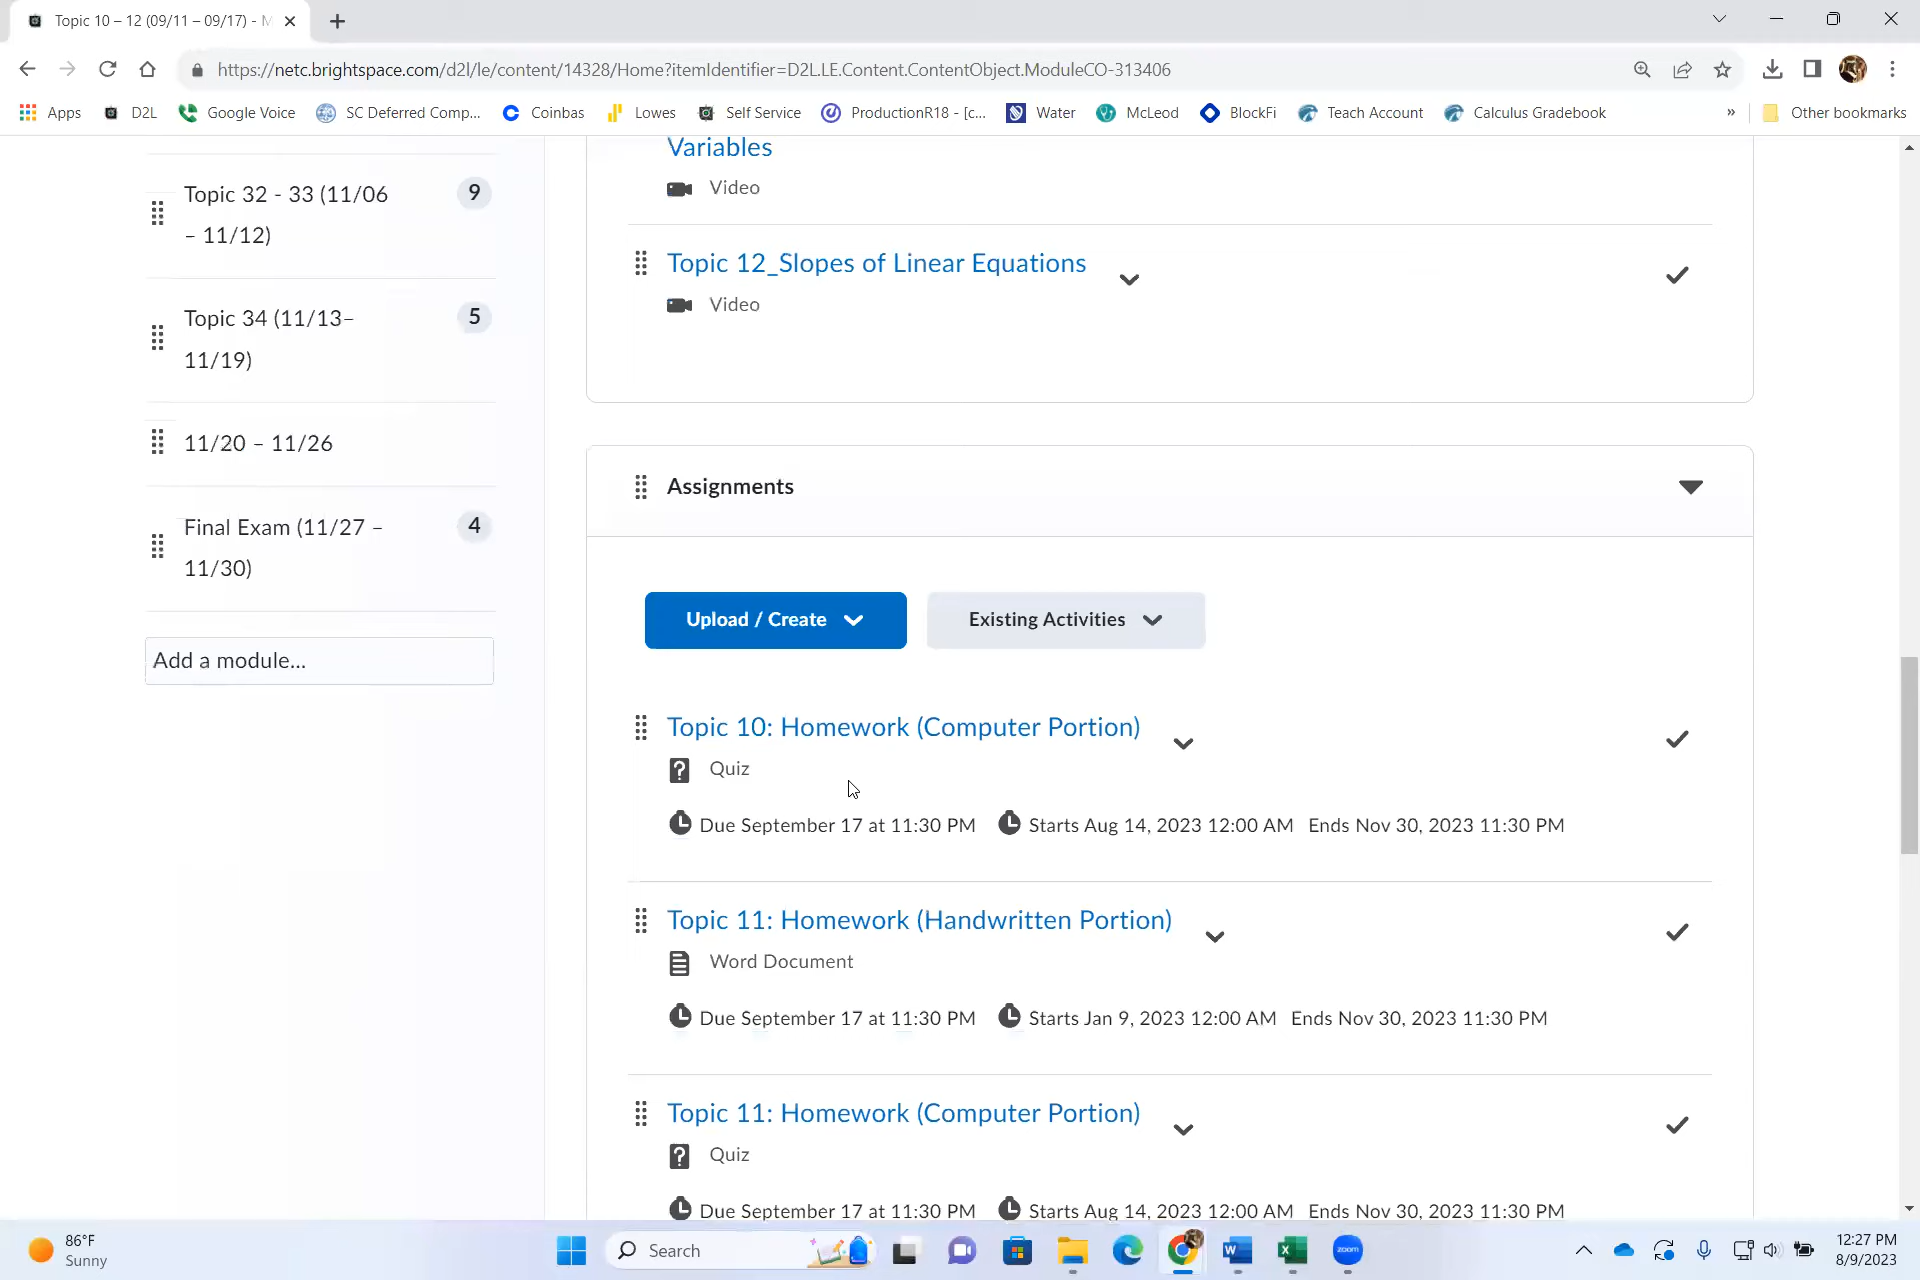 Topic 10 – 12 (09/11 – 09/17) - M
https://netc.brightspace.com/d2l/le/content/14328/Home?itemIdentifier=D2L.LE.Content.ContentObject.ModuleCO-313406
Apps D2L Google Voice SC Deferred Comp... Coinbas Lowes Self Service ProductionR18 - [c... Water McLeod BlockFi Teach Account Calculus Gradebook » Other bookmarks
Topic 32 - 33 (11/06 9
– 11/12)
Topic 34 (11/13– 5
11/19)
11/20 – 11/26
Final Exam (11/27 – 4
11/30)
Add a module...
Variables
Video
Topic 12_Slopes of Linear Equations
Video
Assignments
Upload / Create Existing Activities
Topic 10: Homework (Computer Portion)
Quiz
Due September 17 at 11:30 PM Starts Aug 14, 2023 12:00 AM Ends Nov 30, 2023 11:30 PM
Topic 11: Homework (Handwritten Portion)
Word Document
Due September 17 at 11:30 PM Starts Jan 9, 2023 12:00 AM Ends Nov 30, 2023 11:30 PM
Topic 11: Homework (Computer Portion)
Quiz
Due September 17 at 11:30 PM Starts Aug 14, 2023 12:00 AM Ends Nov 30, 2023 11:30 PM
86°F
Sunny
Search
zoom
12:27 PM
8/9/2023